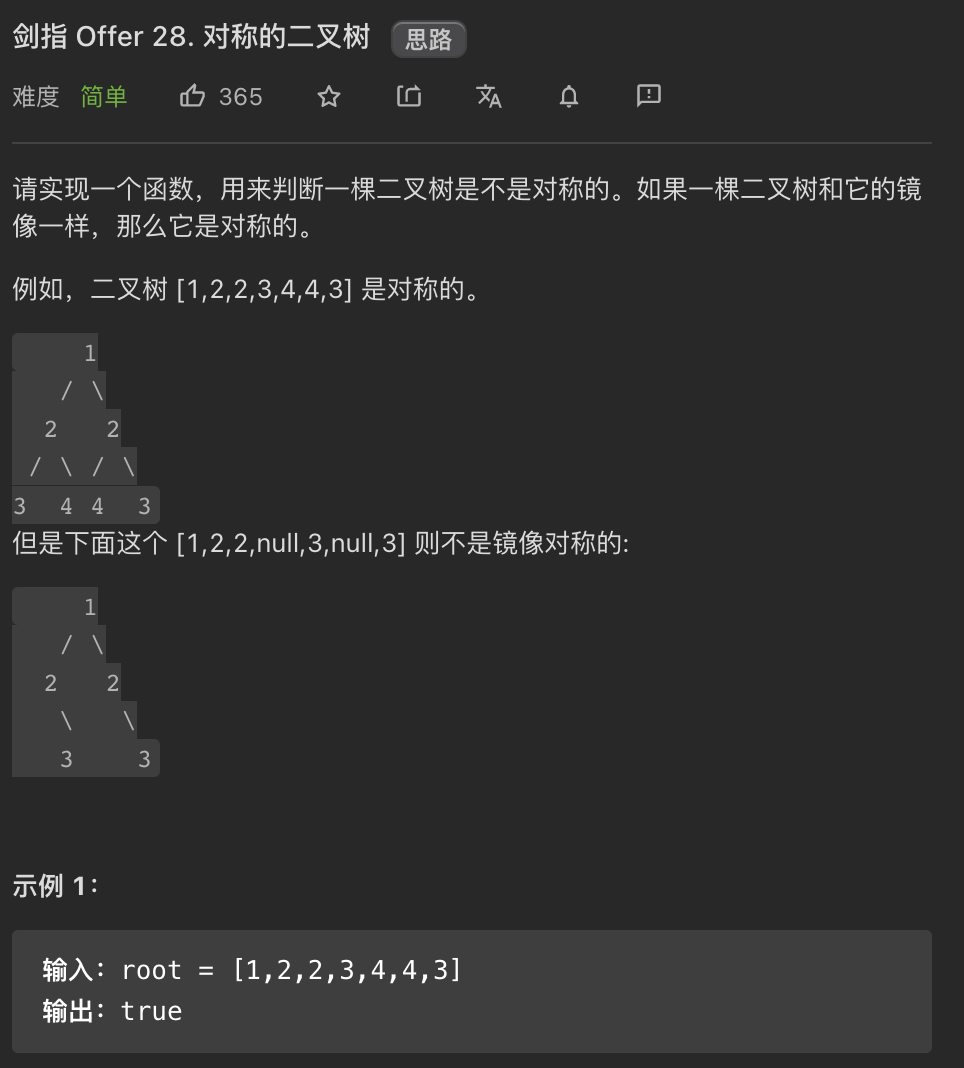 剑指 Offer 28. 对称的二叉树 思路
难度 简单 365
请实现一个函数，用来判断一棵二叉树是不是对称的。如果一棵二叉树和它的镜
像一样，那么它是对称的。
例如，二叉树 [1,2,2,3,4,4,3] 是对称的。
1
/ \
2 2
/ \ / \
3 4 4 3
但是下面这个 [1,2,2,null,3,null,3] 则不是镜像对称的:
1
/ \
2 2
\ \
3 3
示例 1：
输入：root = [1,2,2,3,4,4,3]
输出：true